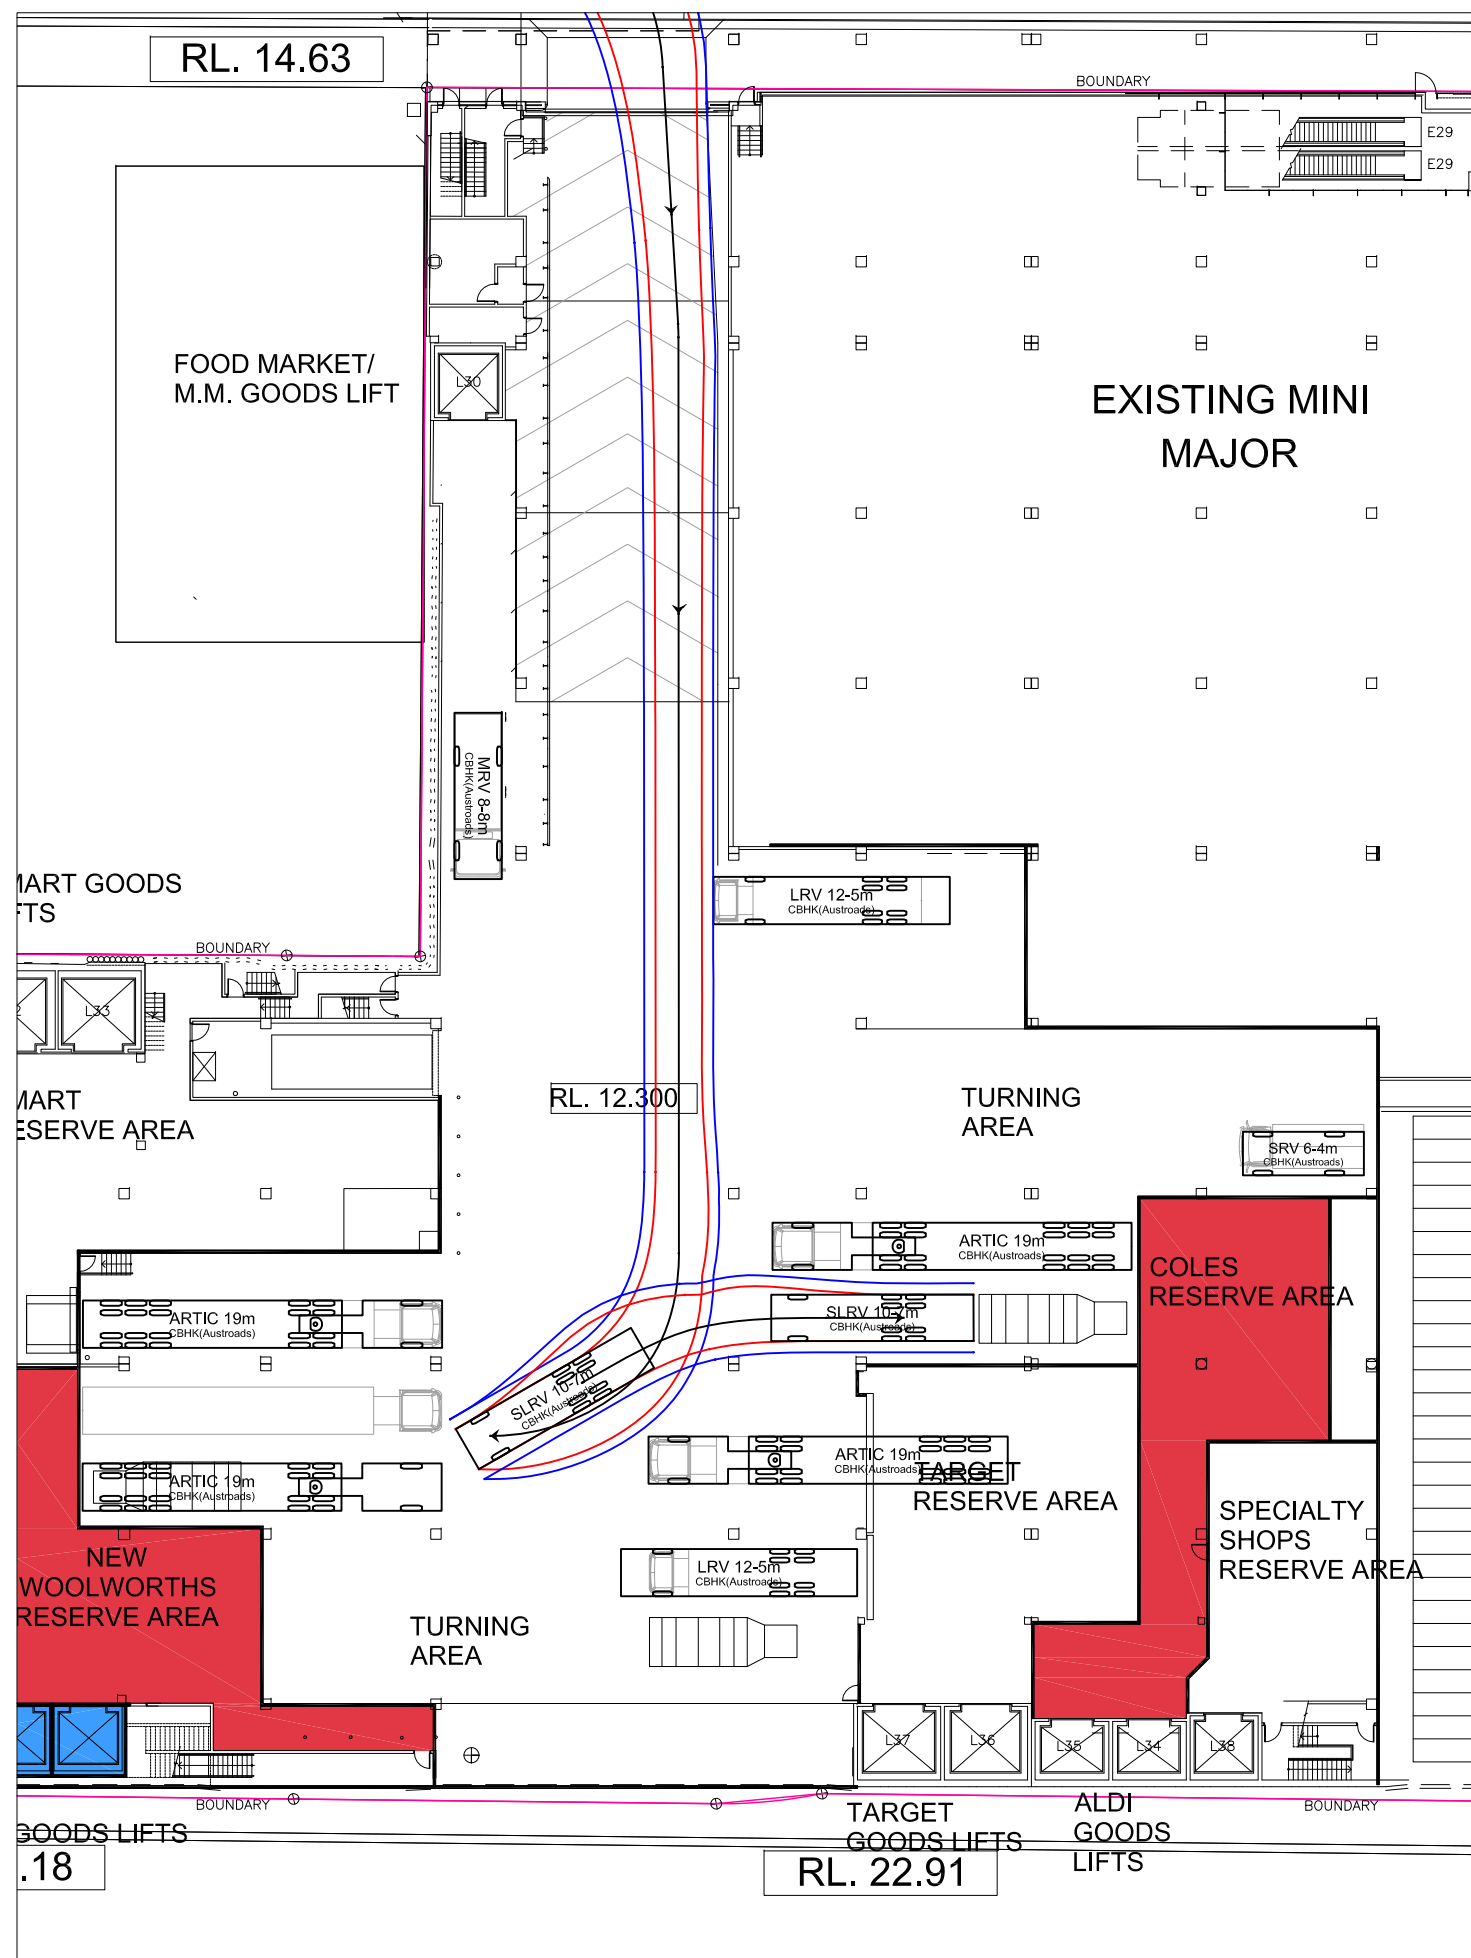 RL. 14.63
BOUNDARY
E29
E29
FOOD MARKET/
M.M. GOODS LIFT
L30
EXISTING MINI
MAJOR
MRV 8-8m
CBHK(Austroads)
MART GOODS
FTS
LRV 12-5m
CBHK(Austroads)
BOUNDARY
2
L33
RL. 12.300
TURNING
AREA
MART
ESERVE AREA
SRV 6-4m
CBHK(Austroads)
ARTIC 19m
CBHK(Austroads)
COLES
RESERVE AREA
ARTIC 19m
CBHK(Austroads)
SLRV 10-7m
CBHK(Austroads)
SLRV 10-7m
CBHK(Austroads)
ARTIC 19m
CBHK(Austroads)
ARTIC 19m
CBHK(Austroads)
TARGET
RESERVE AREA
SPECIALTY
SHOPS
RESERVE AREA
NEW
WOOLWORTHS
RESERVE AREA
LRV 12-5m
CBHK(Austroads)
TURNING
AREA
L37
L36
L35
L34
L38
BOUNDARY
BOUNDARY
GOODS LIFTS
TARGET
GOODS LIFTS
ALDI
GOODS
LIFTS
.18
RL. 22.91